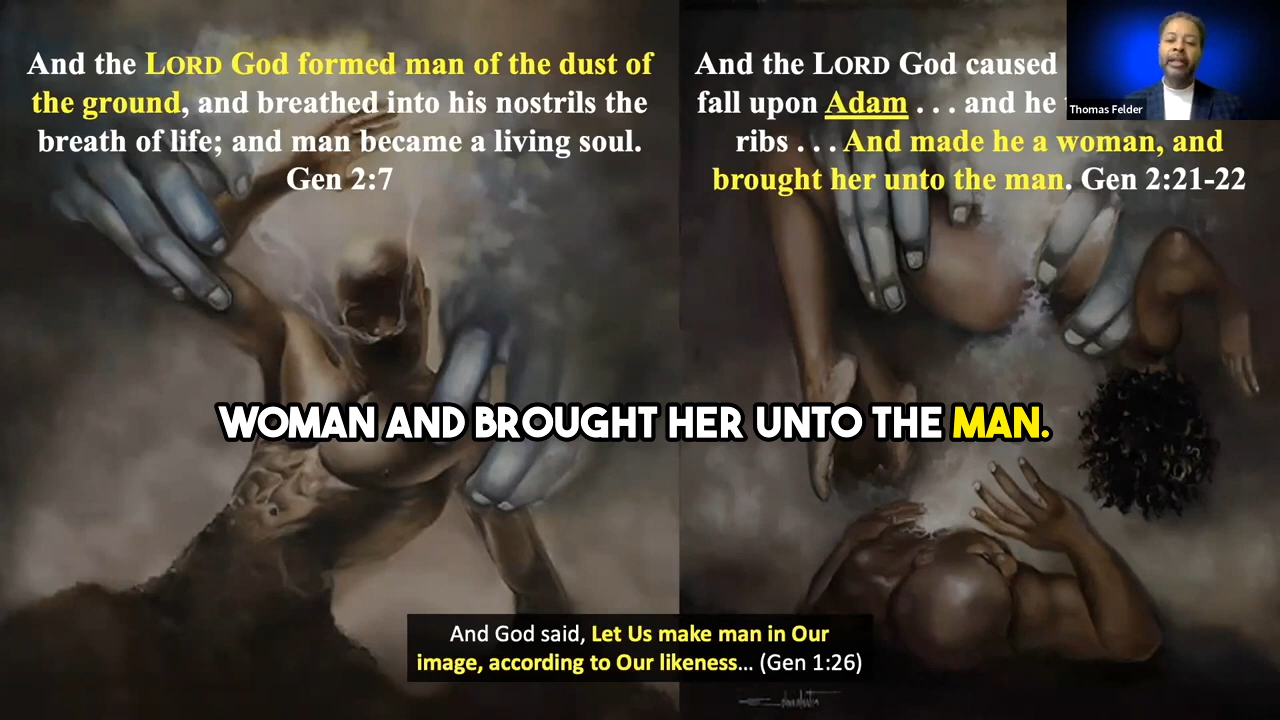 And the LORD God formed man of the dust of
the ground, and breathed into his nostrils the
breath of life; and man became a living soul.
Gen 2:7
And the LORD God caused
fall upon Adam . . . and he
ribs . . . And made he a woman, and
brought her unto the man. Gen 2:21-22
Thomas Felder
WOMAN AND BROUGHT HER UNTO THE MAN.
And God said, Let Us make man in Our
image, according to Our likeness... (Gen 1:26)